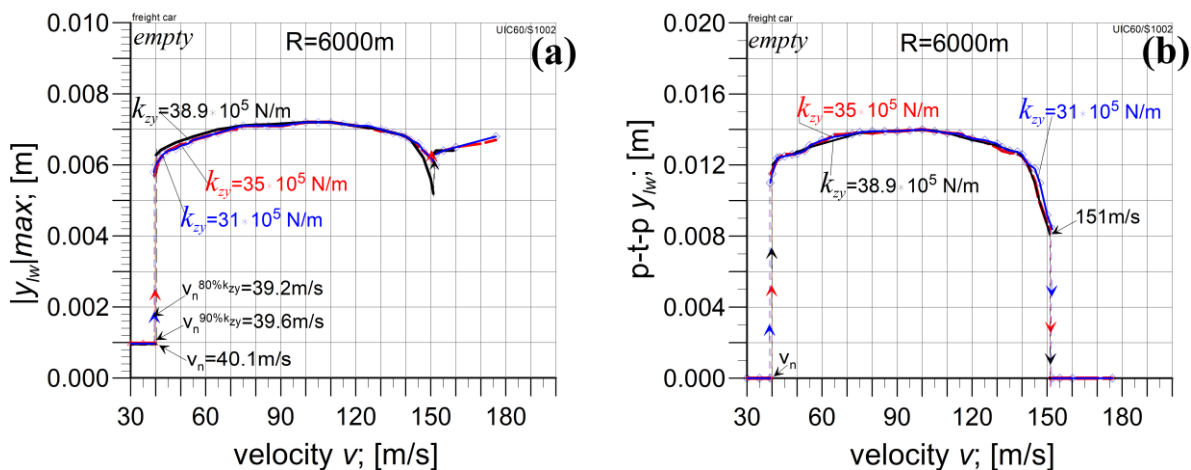 freight car
UIC60/S1002
empty
R=6000m
(a)
0.010
0.008
0.006
0.004
0.002
0.000
|y_lw|max; [m]
k_zy=38.9*10^5 N/m
k_zy=35*10^5 N/m
k_zy=31*10^5 N/m
v_n^80%k_zy=39.2m/s
v_n^90%k_zy=39.6m/s
v_n=40.1m/s
30 60 90 120 150 180
velocity v; [m/s]
freight car
UIC60/S1002
empty
R=6000m
(b)
0.020
0.016
0.012
0.008
0.004
0.000
p-t-p y_lw; [m]
k_zy=35*10^5 N/m
k_zy=31*10^5 N/m
k_zy=38.9*10^5 N/m
151m/s
v_n
30 60 90 120 150 180
velocity v; [m/s]